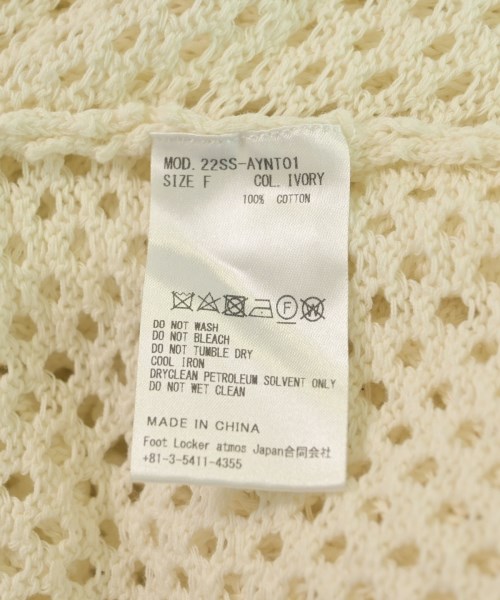 MOD. 22SS-AYNT01
SIZE F COL. IVORY
100% COTTON
F W
DO NOT WASH
DO NOT BLEACH
DO NOT TUMBLE DRY
COOL IRON
DRYCLEAN PETROLEUM SOLVENT ONLY
DO NOT WET CLEAN
MADE IN CHINA
Foot Locker atmos Japan合同会社
+81-3-5411-4355